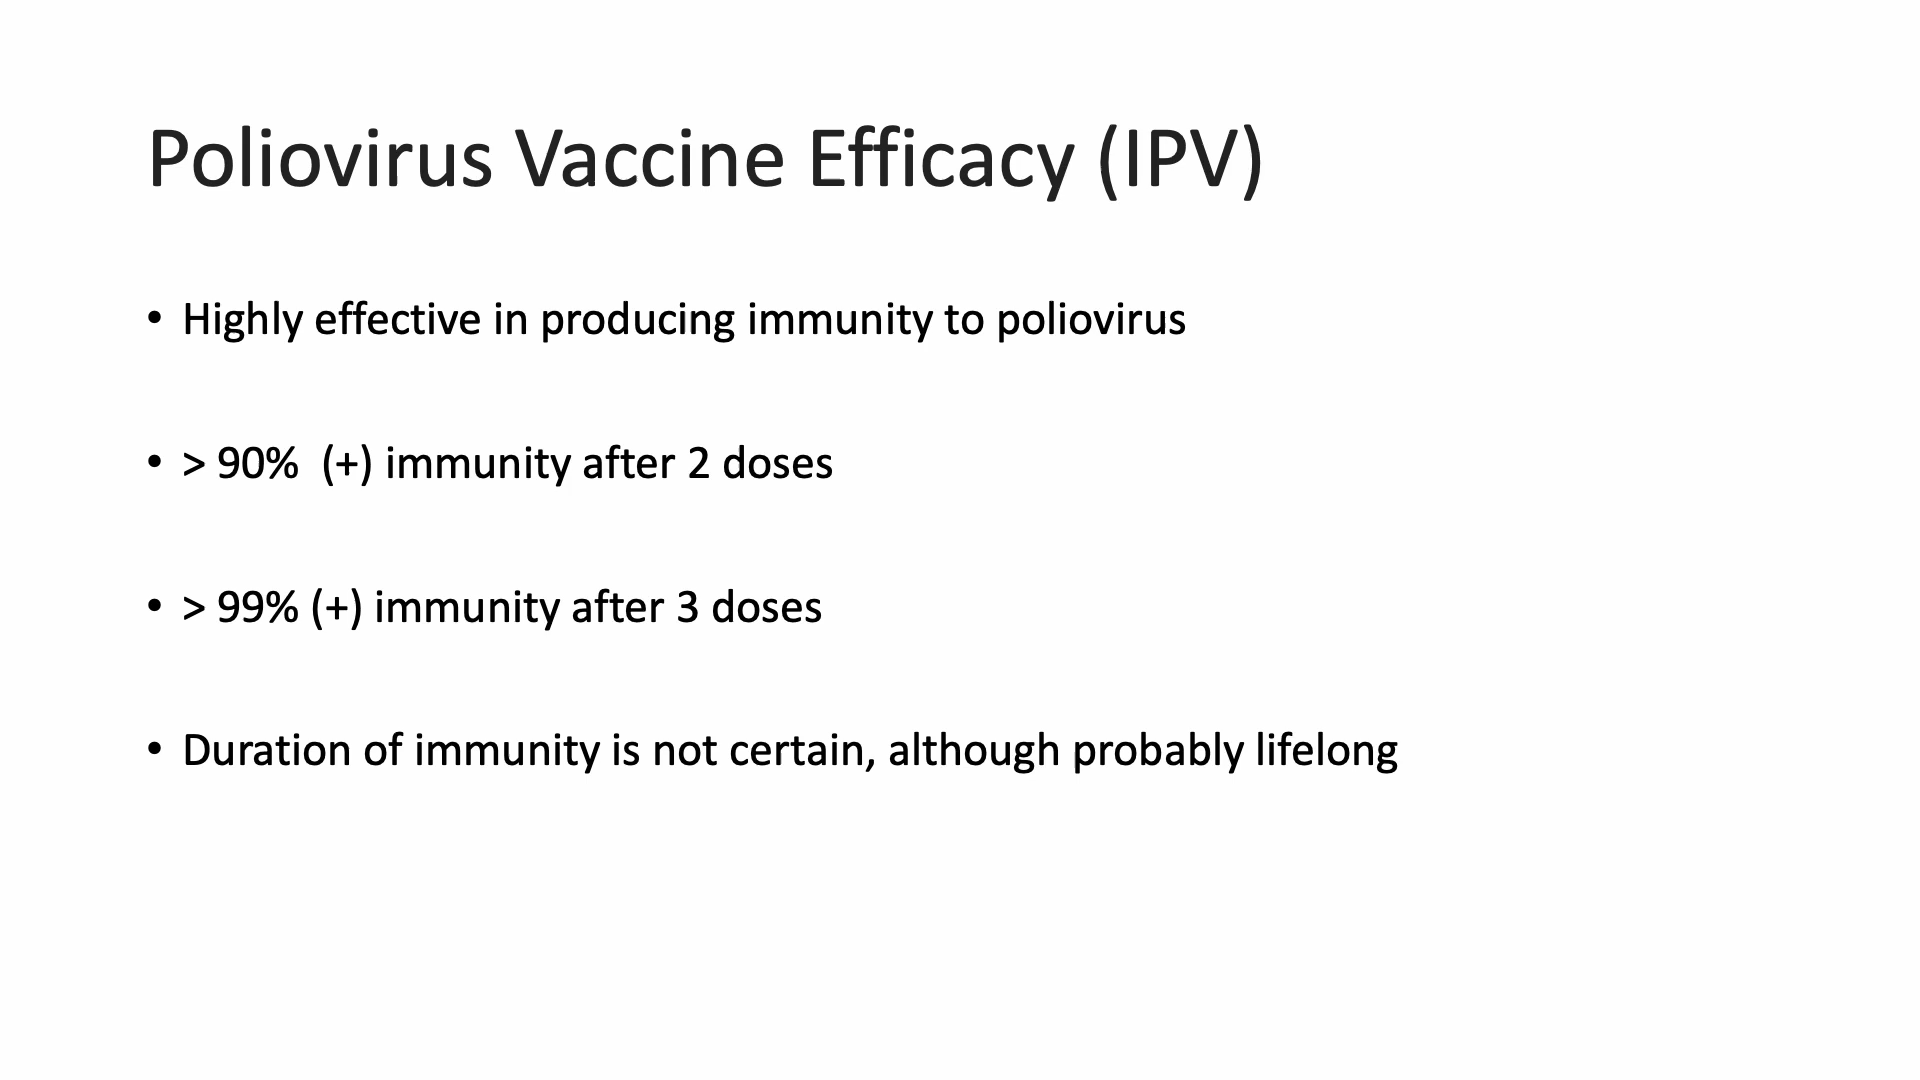 Poliovirus Vaccine Efficacy (IPV)
• Highly effective in producing immunity to poliovirus
• > 90%  (+) immunity after 2 doses
• > 99% (+) immunity after 3 doses
• Duration of immunity is not certain, although probably lifelong